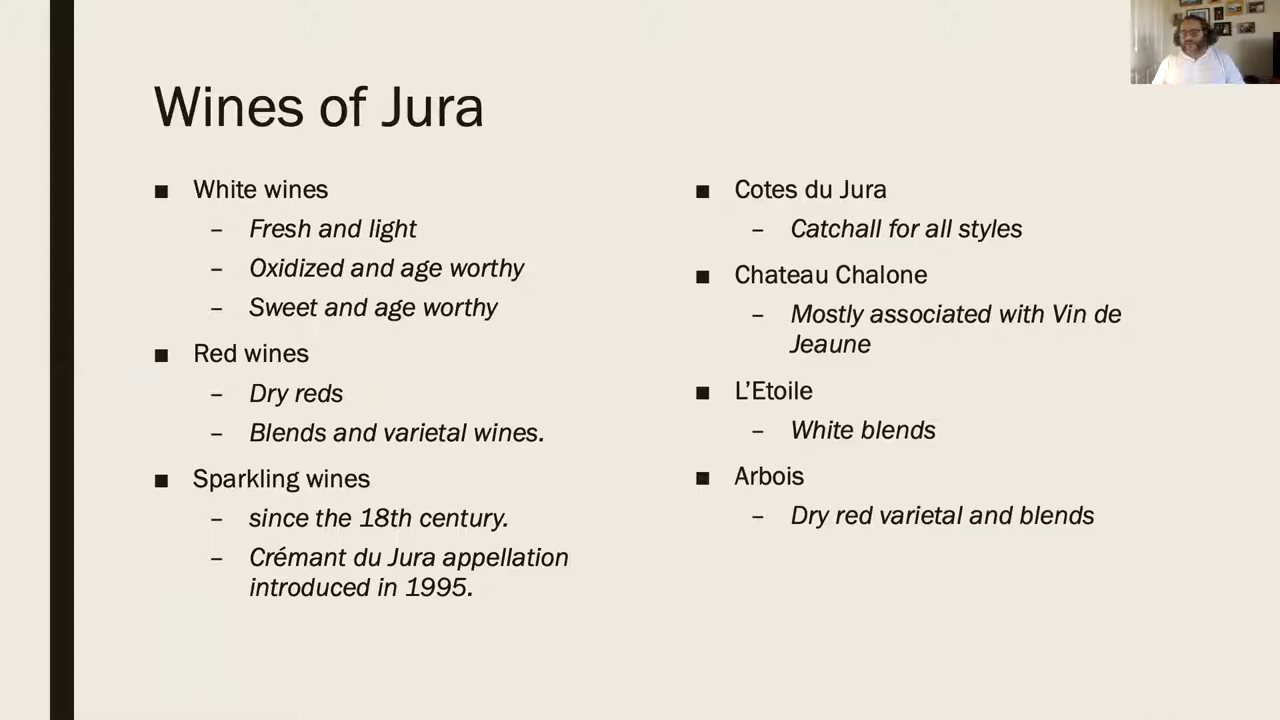 Wines of Jura
■ White wines
– Fresh and light
– Oxidized and age worthy
– Sweet and age worthy
■ Red wines
– Dry reds
– Blends and varietal wines.
■ Sparkling wines
– since the 18th century.
– Crémant du Jura appellation
introduced in 1995.
■ Cotes du Jura
– Catchall for all styles
■ Chateau Chalone
– Mostly associated with Vin de
Jeaune
■ L’Etoile
– White blends
■ Arbois
– Dry red varietal and blends